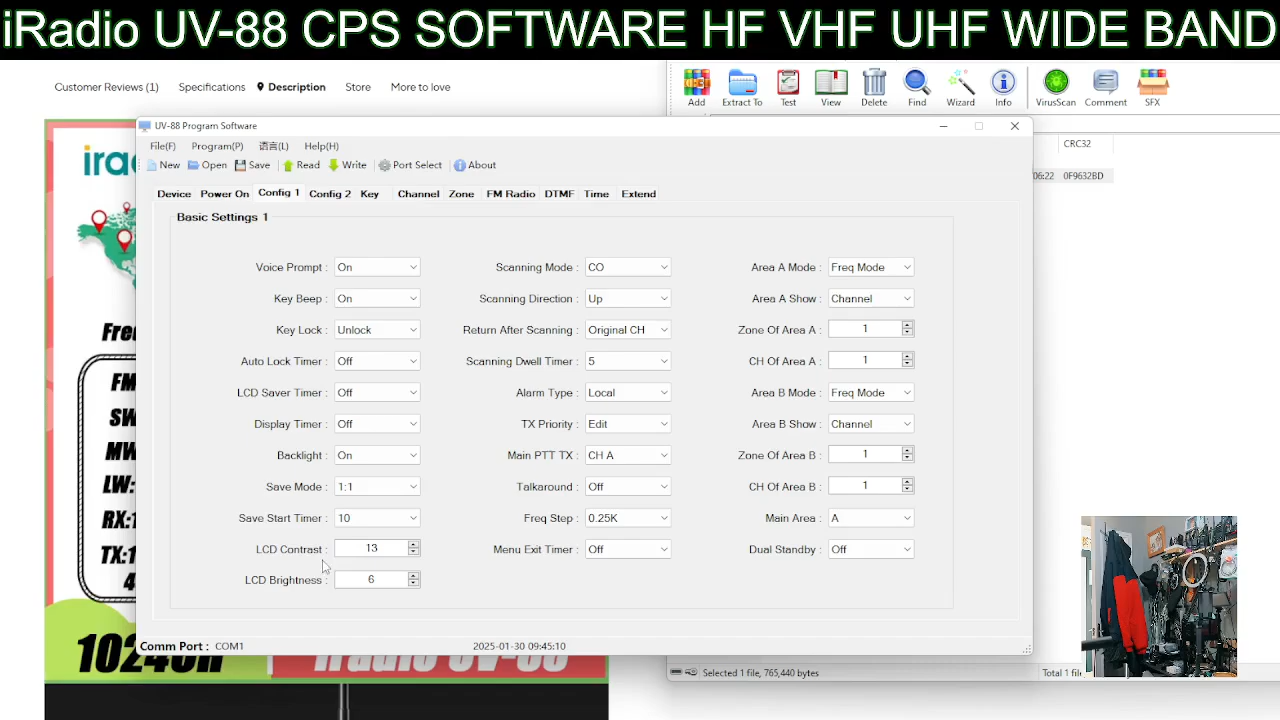 iRadio UV-88 CPS SOFTWARE HF VHF UHF WIDE BAND
Customer Reviews (1) Specifications Description More to love
Add Extract To Test View Delete Find Wizard Info VirusScan Comment SFX
UV-88 Program Software
File(F) Program(P) 语言(L) Help(H)
New Open Save Read Write Port Select About
Device Power On Config 1 Config 2 Key Channel Zone FM Radio DTMF Time Extend
Basic Settings 1
Voice Prompt : On
Key Beep : On
Key Lock : Unlock
Auto Lock Timer : Off
LCD Saver Timer : Off
Display Timer : Off
Backlight : On
Save Mode : 1:1
Save Start Timer : 10
LCD Contrast : 13
LCD Brightness : 6
Scanning Mode : CO
Scanning Direction : Up
Return After Scanning : Original CH
Scanning Dwell Timer : 5
Alarm Type : Local
TX Priority : Edit
Main PTT TX : CH A
Talkaround : Off
Freq Step : 0.25K
Menu Exit Timer : Off
Area A Mode : Freq Mode
Area A Show : Channel
Zone Of Area A : 1
CH Of Area A : 1
Area B Mode : Freq Mode
Area B Show : Channel
Zone Of Area B : 1
CH Of Area B : 1
Main Area : A
Dual Standby : Off
Comm Port : COM1 2025-01-30 09:45:10
CRC32
06:22 0F9632BD
Selected 1 file, 765,440 bytes
Total 1 file
FM
SW
MW
LW:
RX:1
TX:1
4